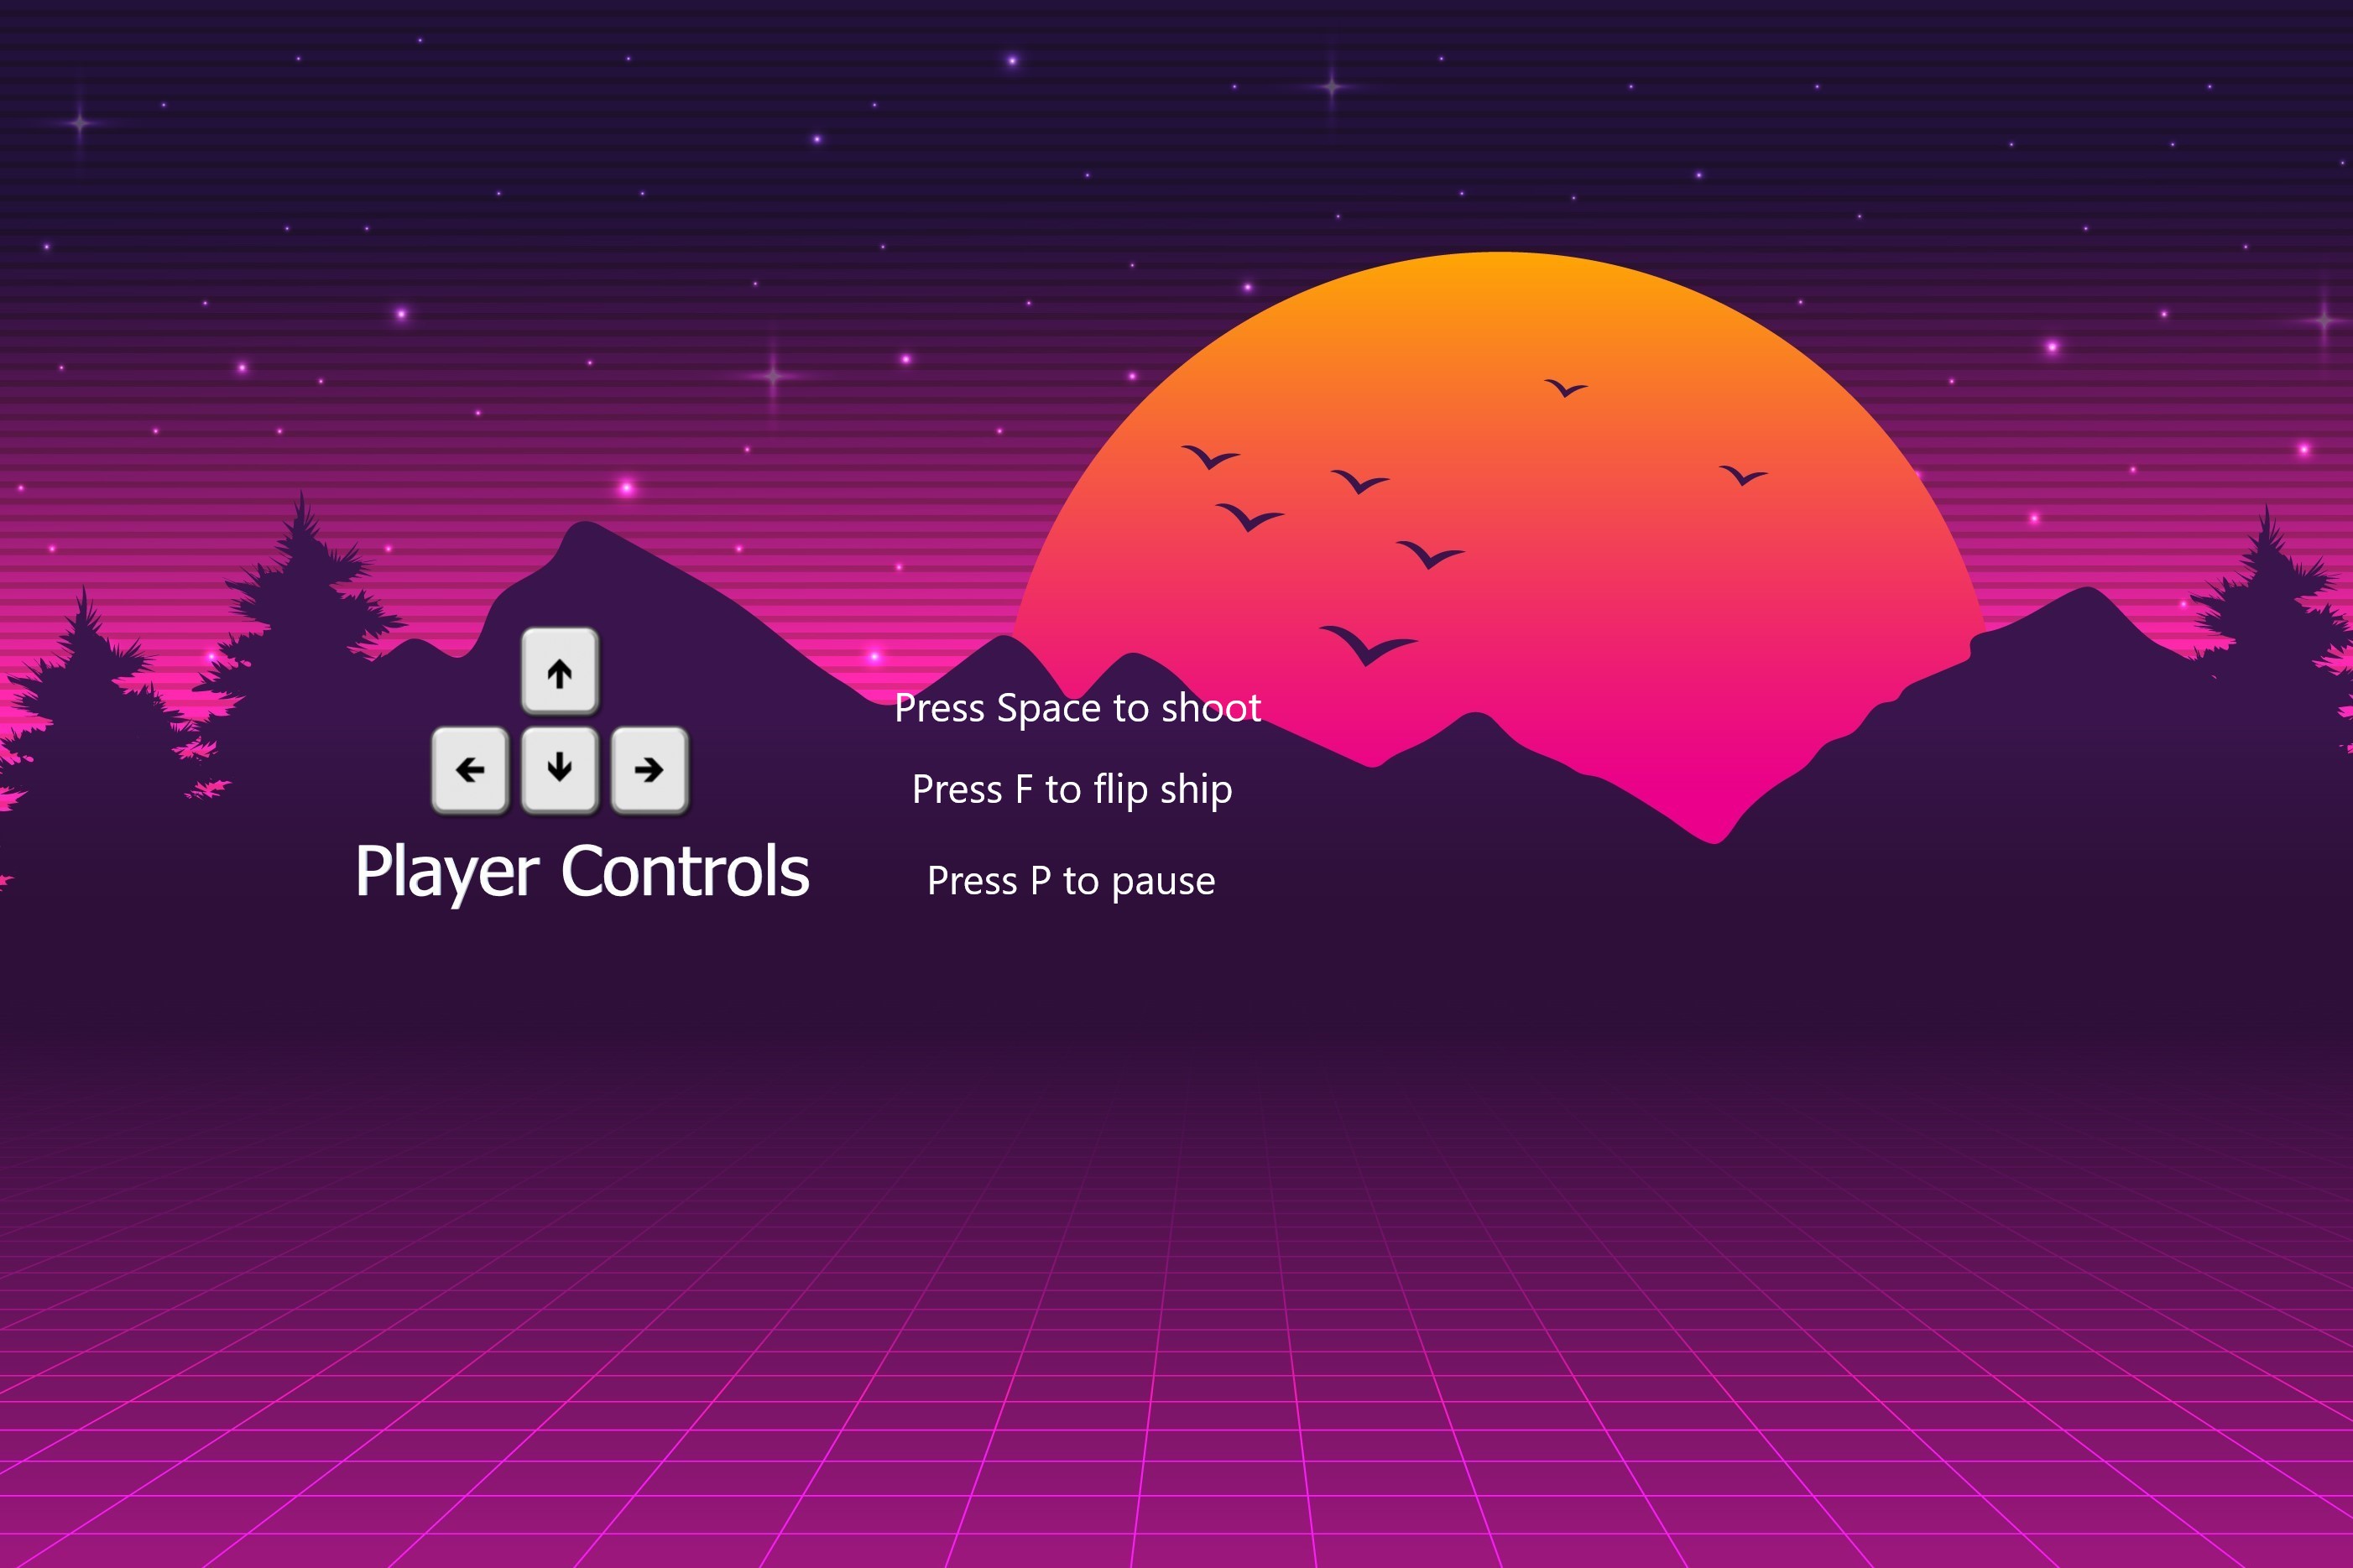 Press Space to shoot
Press F to flip ship
Player Controls
Press P to pause